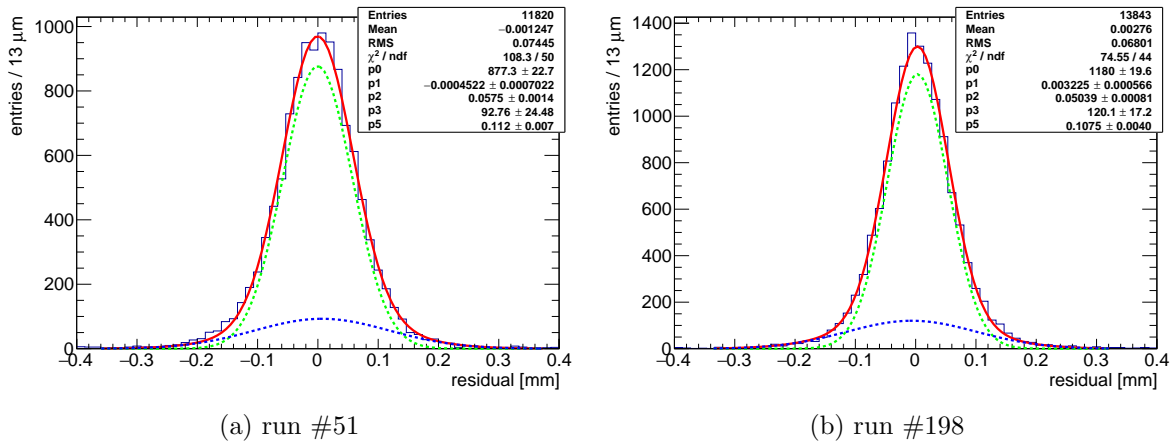 Entries 11820
Mean −0.001247
RMS 0.07445
χ² / ndf 108.3 / 50
p0 877.3 ± 22.7
p1 −0.0004522 ± 0.0007022
p2 0.0575 ± 0.0014
p3 92.76 ± 24.48
p5 0.112 ± 0.007
entries / 13 μm
1000
800
600
400
200
0
−0.4 −0.3 −0.2 −0.1 0 0.1 0.2 0.3 0.4
residual [mm]
(a) run #51
Entries 13843
Mean 0.00276
RMS 0.06801
χ² / ndf 74.55 / 44
p0 1180 ± 19.6
p1 0.003225 ± 0.000566
p2 0.05039 ± 0.00081
p3 120.1 ± 17.2
p5 0.1075 ± 0.0040
entries / 13 μm
1400
1200
1000
800
600
400
200
0
−0.4 −0.3 −0.2 −0.1 0 0.1 0.2 0.3 0.4
residual [mm]
(b) run #198